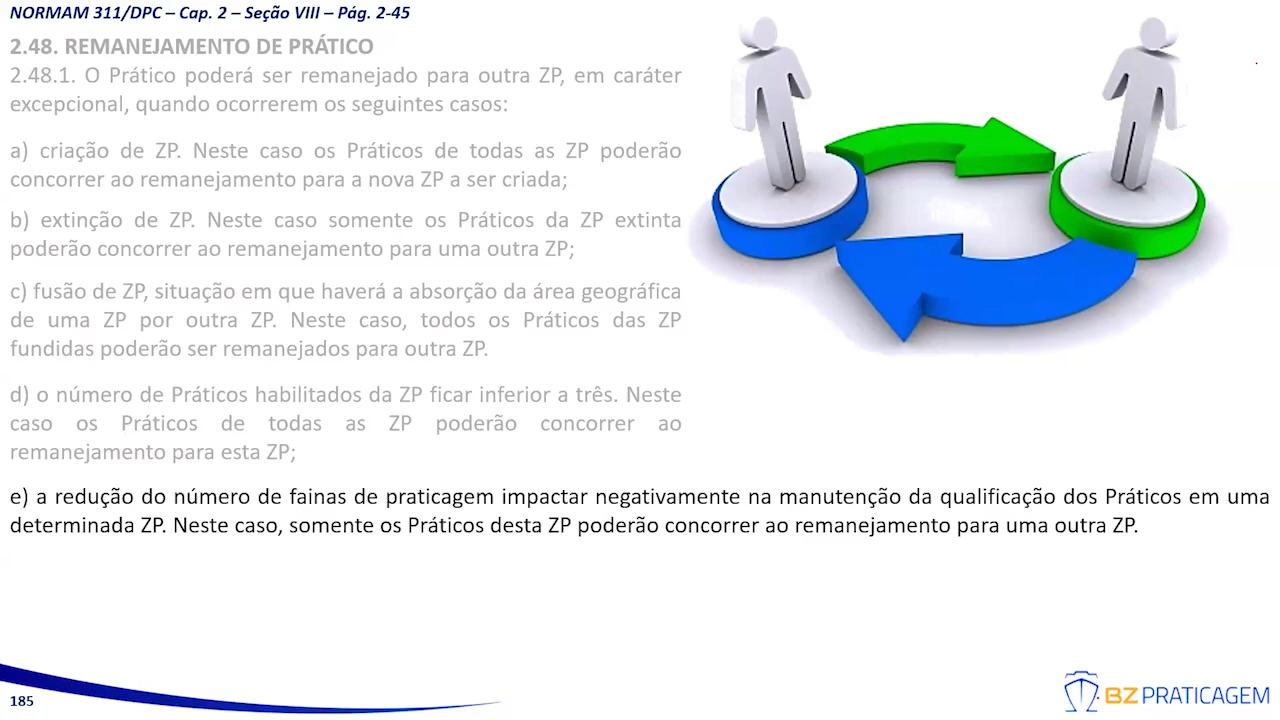 NORMAM 311/DPC – Cap. 2 – Seção VIII – Pág. 2-45
2.48. REMANEJAMENTO DE PRÁTICO
2.48.1. O Prático poderá ser remanejado para outra ZP, em caráter
excepcional, quando ocorrerem os seguintes casos:
a) criação de ZP. Neste caso os Práticos de todas as ZP poderão
concorrer ao remanejamento para a nova ZP a ser criada;
b) extinção de ZP. Neste caso somente os Práticos da ZP extinta
poderão concorrer ao remanejamento para uma outra ZP;
c) fusão de ZP, situação em que haverá a absorção da área geográfica
de uma ZP por outra ZP. Neste caso, todos os Práticos das ZP
fundidas poderão ser remanejados para outra ZP.
d) o número de Práticos habilitados da ZP ficar inferior a três. Neste
caso os Práticos de todas as ZP poderão concorrer ao
remanejamento para esta ZP;
e) a redução do número de fainas de praticagem impactar negativamente na manutenção da qualificação dos Práticos em uma
determinada ZP. Neste caso, somente os Práticos desta ZP poderão concorrer ao remanejamento para uma outra ZP.
185
BZPRATICAGEM